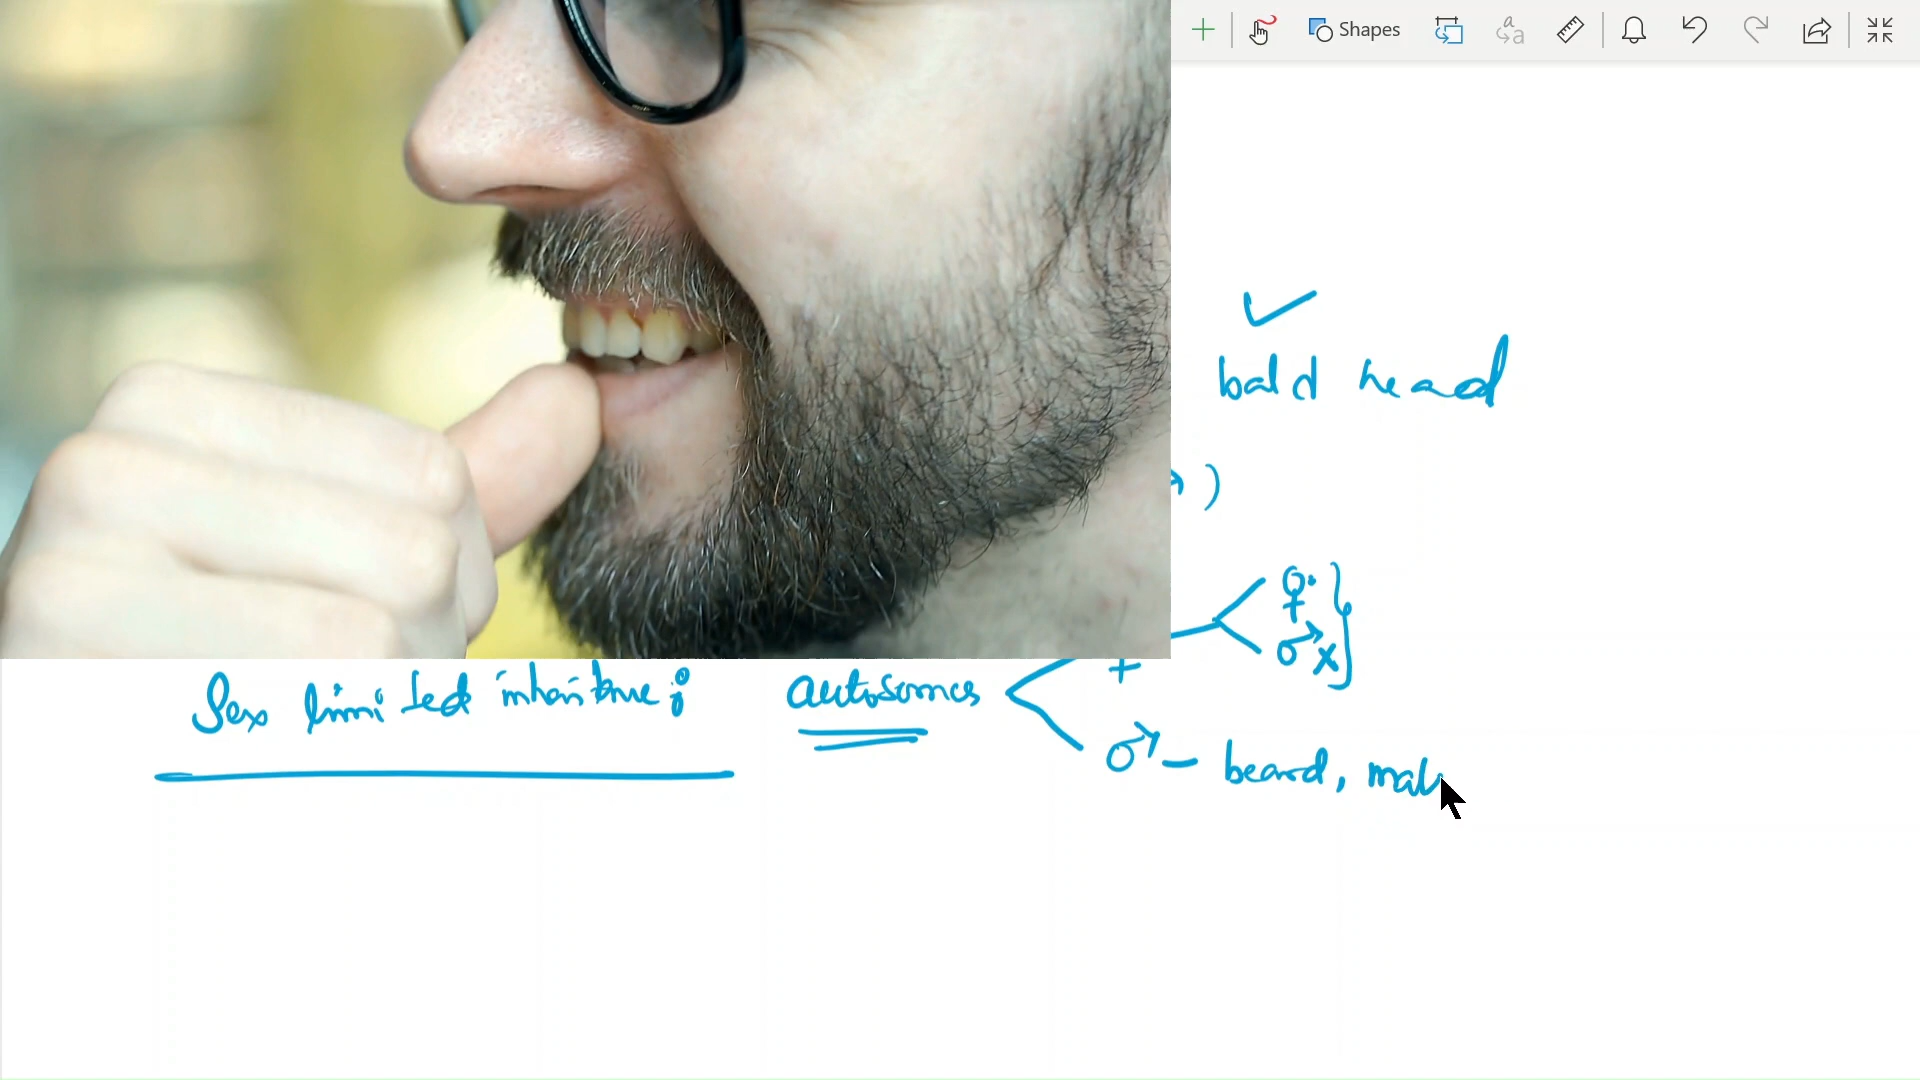 Shapes
✓
bald head
)
♀
♂ x
Sex limited inheritance; autosomes
♂ - beard, mal